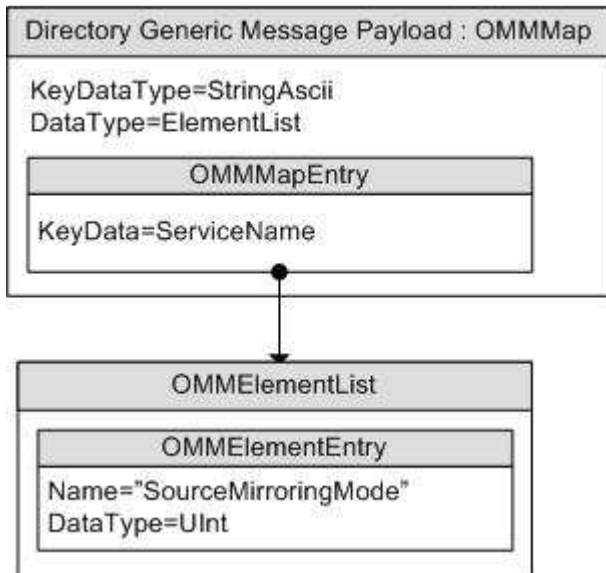 Directory Generic Message Payload : OMMMap
KeyDataType=StringAscii
DataType=ElementList
OMMMapEntry
KeyData=ServiceName
OMMElementList
OMMElementEntry
Name=”SourceMirroringMode”
DataType=UInt